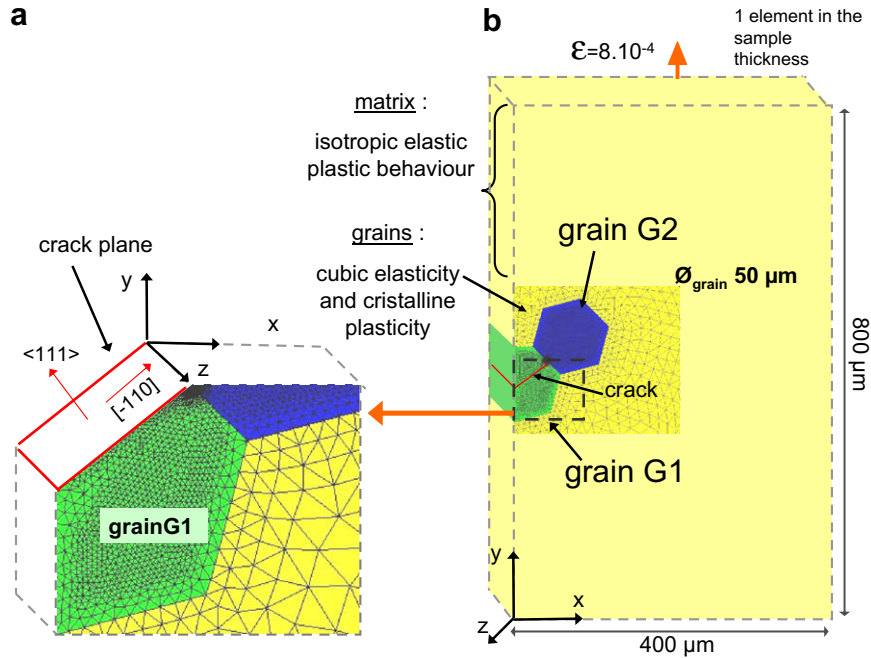 a
b
1 element in the
sample
thickness
Ɛ=8.10-4
matrix :
isotropic elastic
plastic behaviour
grains :
cubic elasticity
and cristalline
plasticity
grain G2
Øgrain 50 µm
crack
grain G1
800 µm
400 µm
y
x
z
crack plane
y
x
z
<111>
[-110]
grainG1